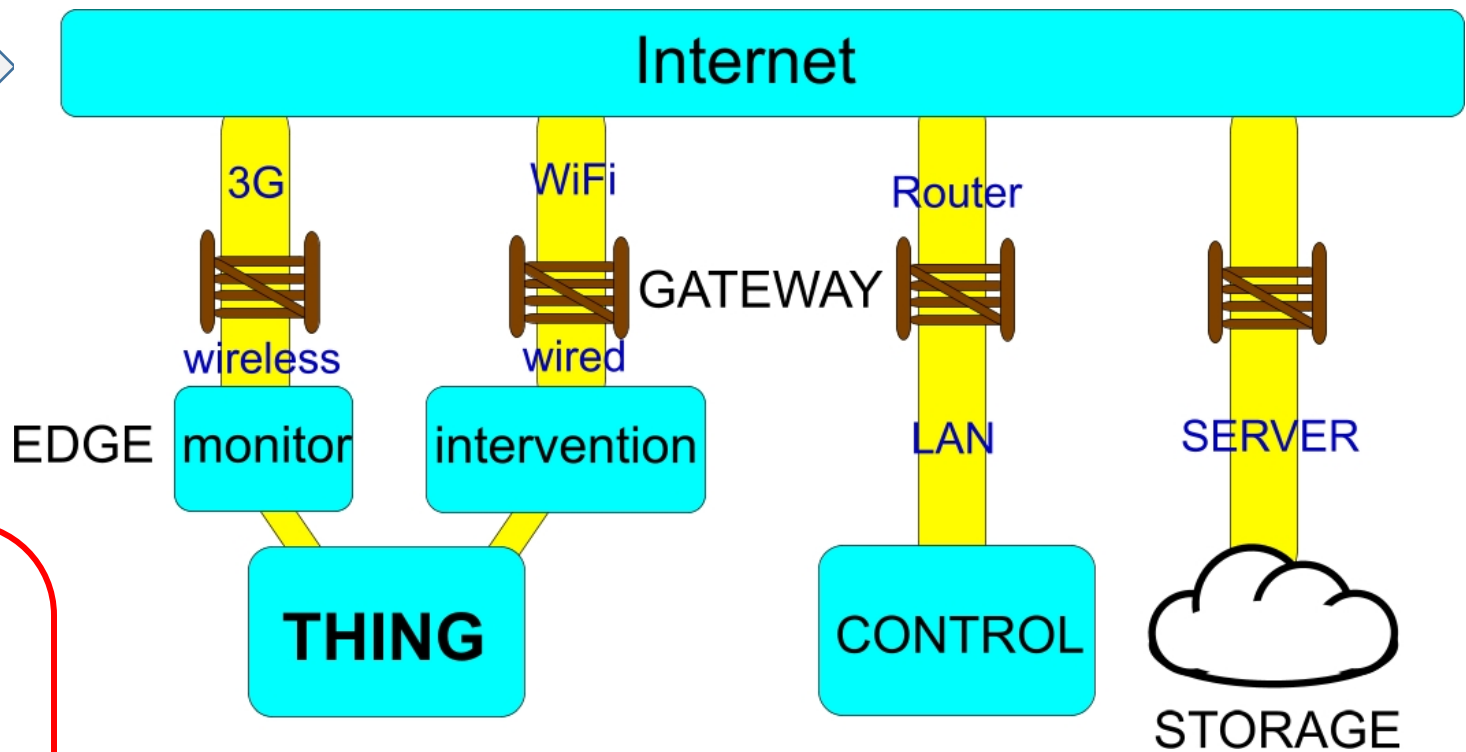 Internet
3G
WiFi
Router
GATEWAY
wireless
wired
EDGE
monitor
intervention
LAN
SERVER
THING
CONTROL
STORAGE